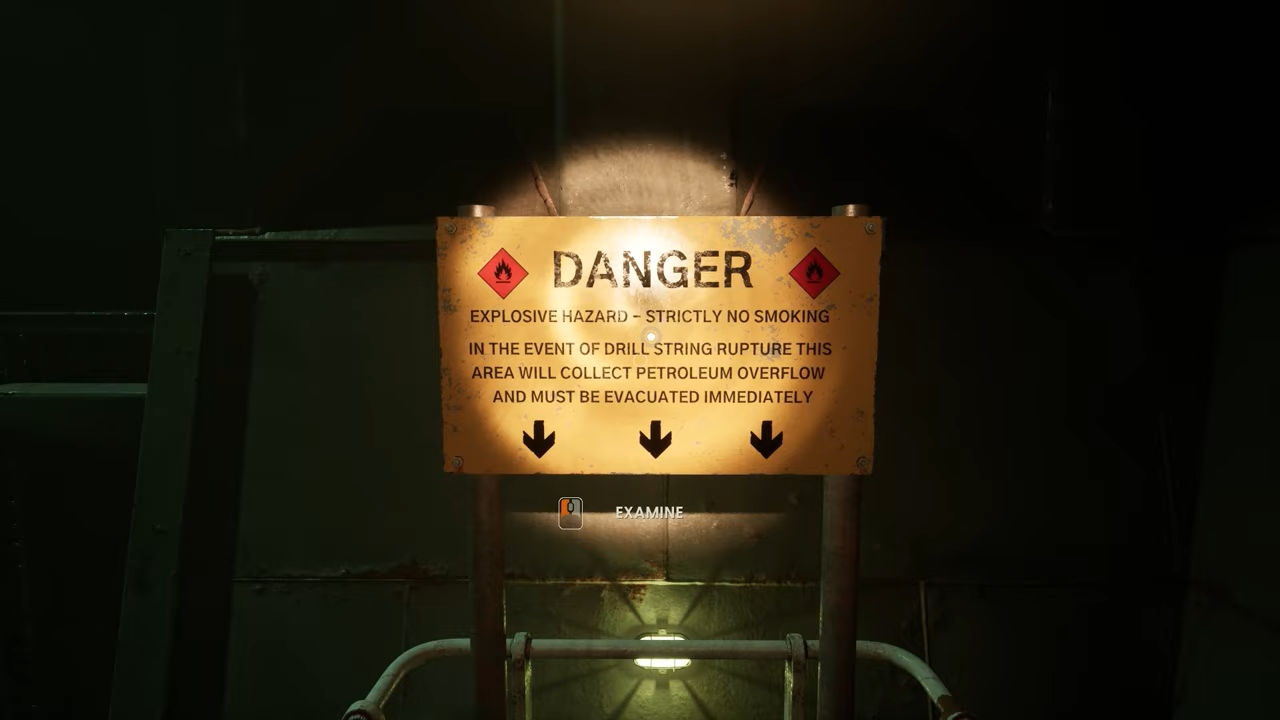 DANGER
EXPLOSIVE HAZARD - STRICTLY NO SMOKING
IN THE EVENT OF DRILL STRING RUPTURE THIS
AREA WILL COLLECT PETROLEUM OVERFLOW
AND MUST BE EVACUATED IMMEDIATELY
EXAMINE